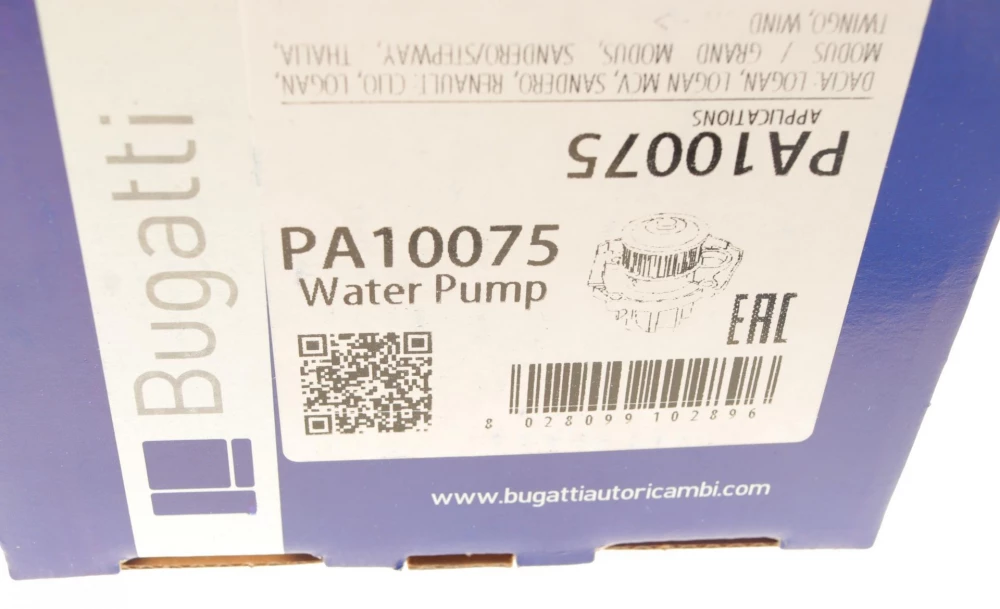 Bugatti
PA10075
APPLICATIONS
DACIA: LOGAN, LOGAN MCV, SANDERO, RENAULT: CLIO, LOGAN,
MODUS / GRAND MODUS, SANDERO/STEPWAY, THALIA,
TWINGO, WIND
PA10075
Water Pump
EAC
8 028099 102896
www.bugattiautoricambi.com